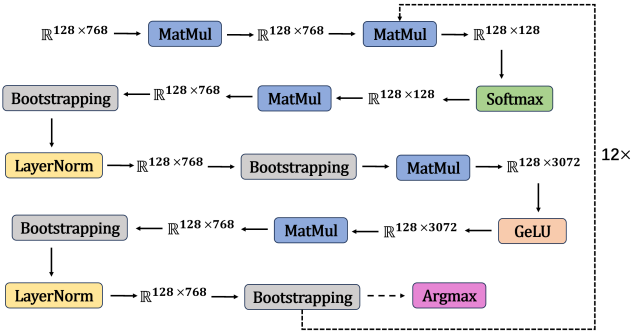 ℝ^128×768 MatMul ℝ^128×768 MatMul ℝ^128×128
Bootstrapping ℝ^128×768 MatMul ℝ^128×128 Softmax
12×
LayerNorm ℝ^128×768 Bootstrapping MatMul ℝ^128×3072
Bootstrapping ℝ^128×768 MatMul ℝ^128×3072 GeLU
LayerNorm ℝ^128×768 Bootstrapping Argmax